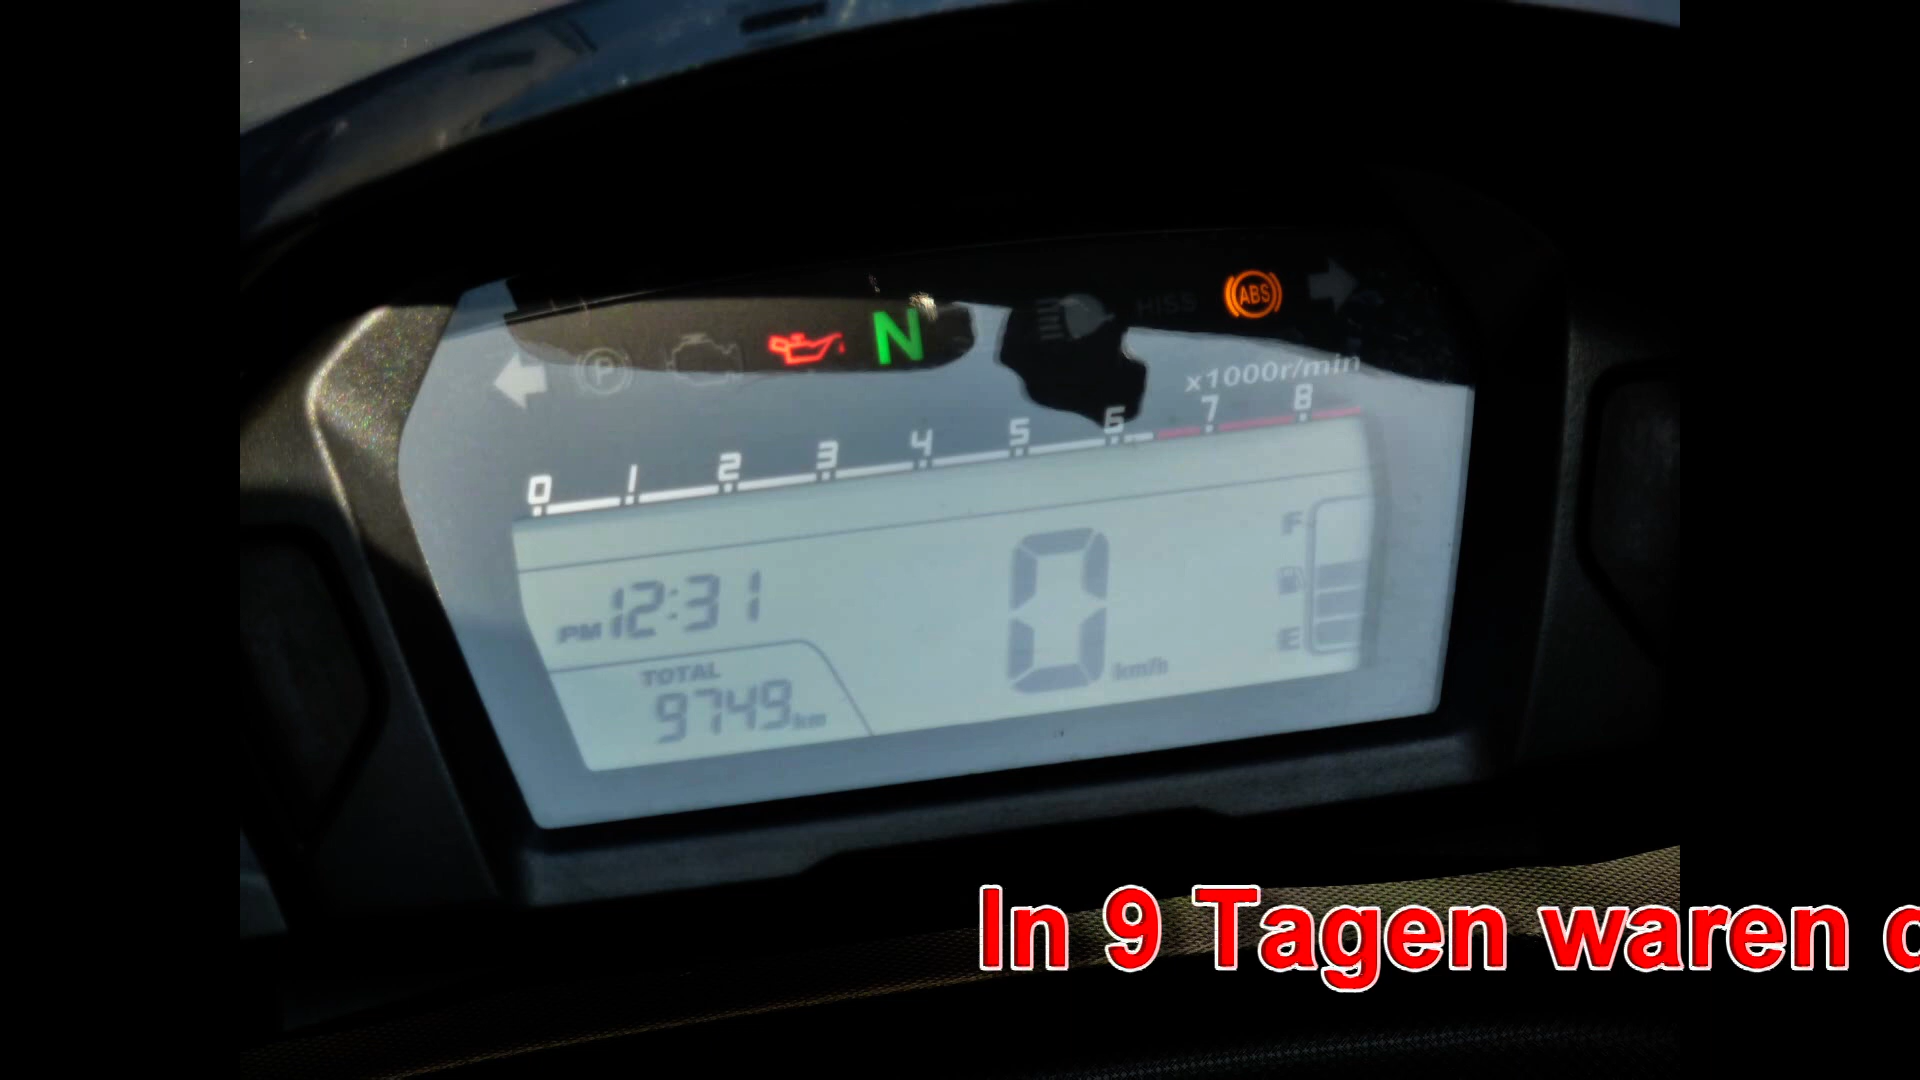 HISS ABS
P N
x1000r/min
0 1 2 3 4 5 6 7 8
F
PM 12:31
0 km/h
E
TOTAL
9749 km
In 9 Tagen waren